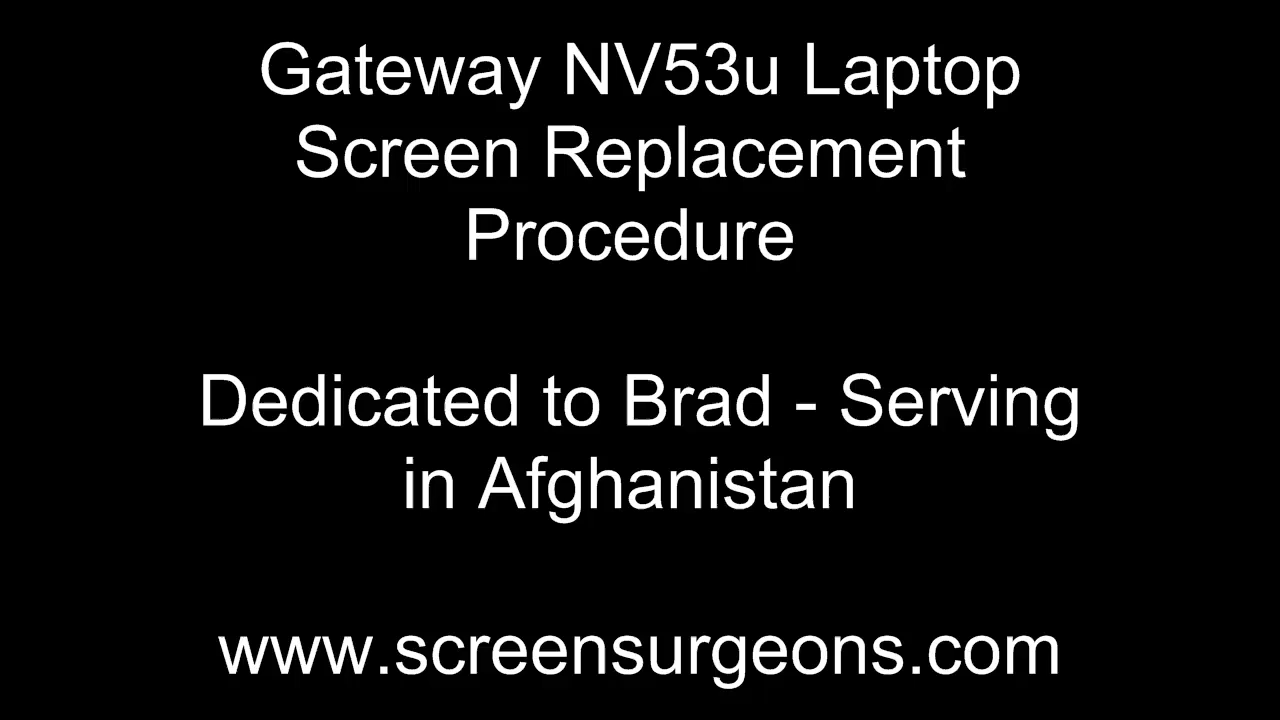 Gateway NV53u Laptop
Screen Replacement
Procedure
Dedicated to Brad - Serving
in Afghanistan
www.screensurgeons.com